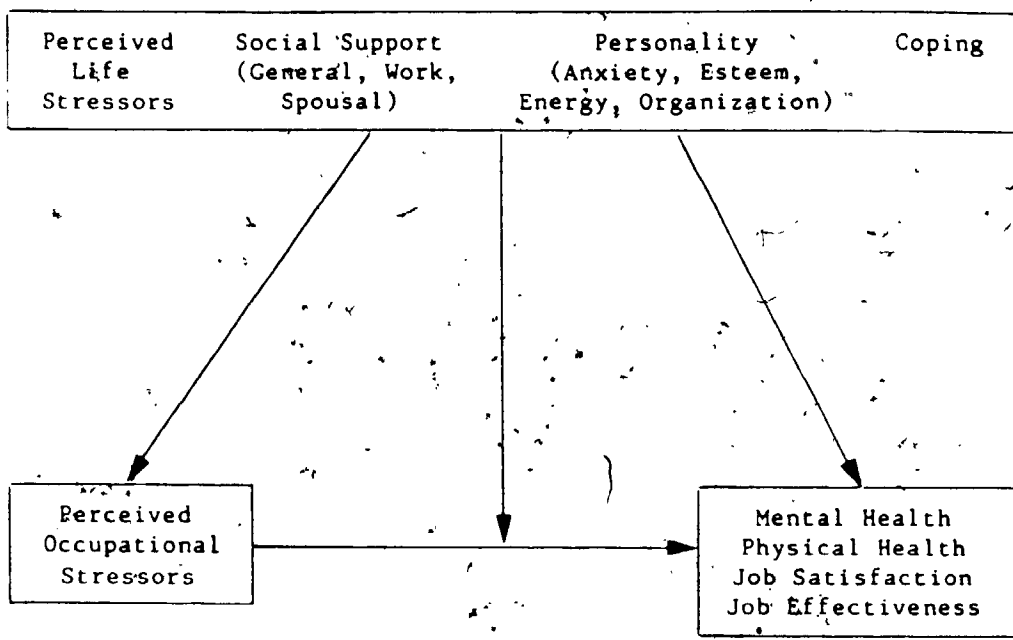 Perceived Social Support Personality Coping
Life (General, Work, (Anxiety, Esteem,
Stressors Spousal) Energy, Organization)
Perceived
Occupational
Stressors
Mental Health
Physical Health
Job Satisfaction
Job Effectiveness